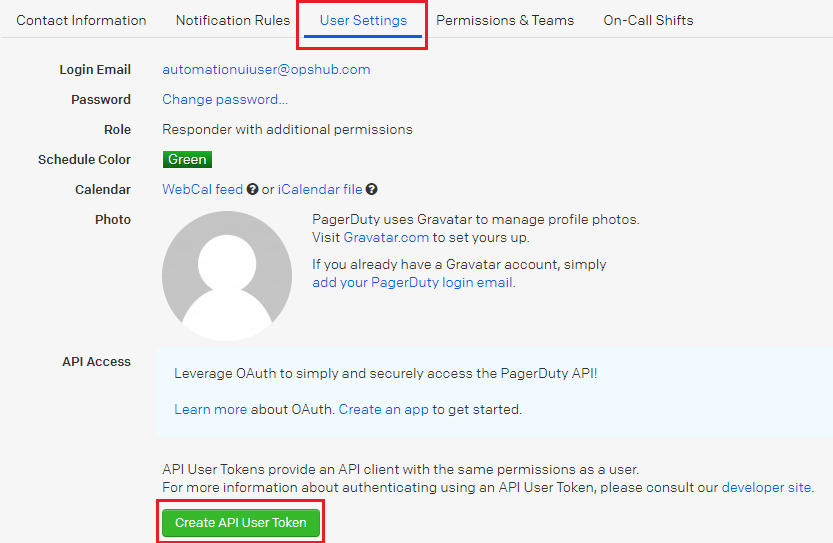 Contact Information Notification Rules User Settings Permissions & Teams On-Call Shifts
Login Email automationuiuser@opshub.com
Password Change password...
Role Responder with additional permissions
Schedule Color Green
Calendar WebCal feed ? or iCalendar file ?
Photo PagerDuty uses Gravatar to manage profile photos.
Visit Gravatar.com to set yours up.
If you already have a Gravatar account, simply
add your PagerDuty login email.
API Access
Leverage OAuth to simply and securely access the PagerDuty API!
Learn more about OAuth. Create an app to get started.
API User Tokens provide an API client with the same permissions as a user.
For more information about authenticating using an API User Token, please consult our developer site.
Create API User Token